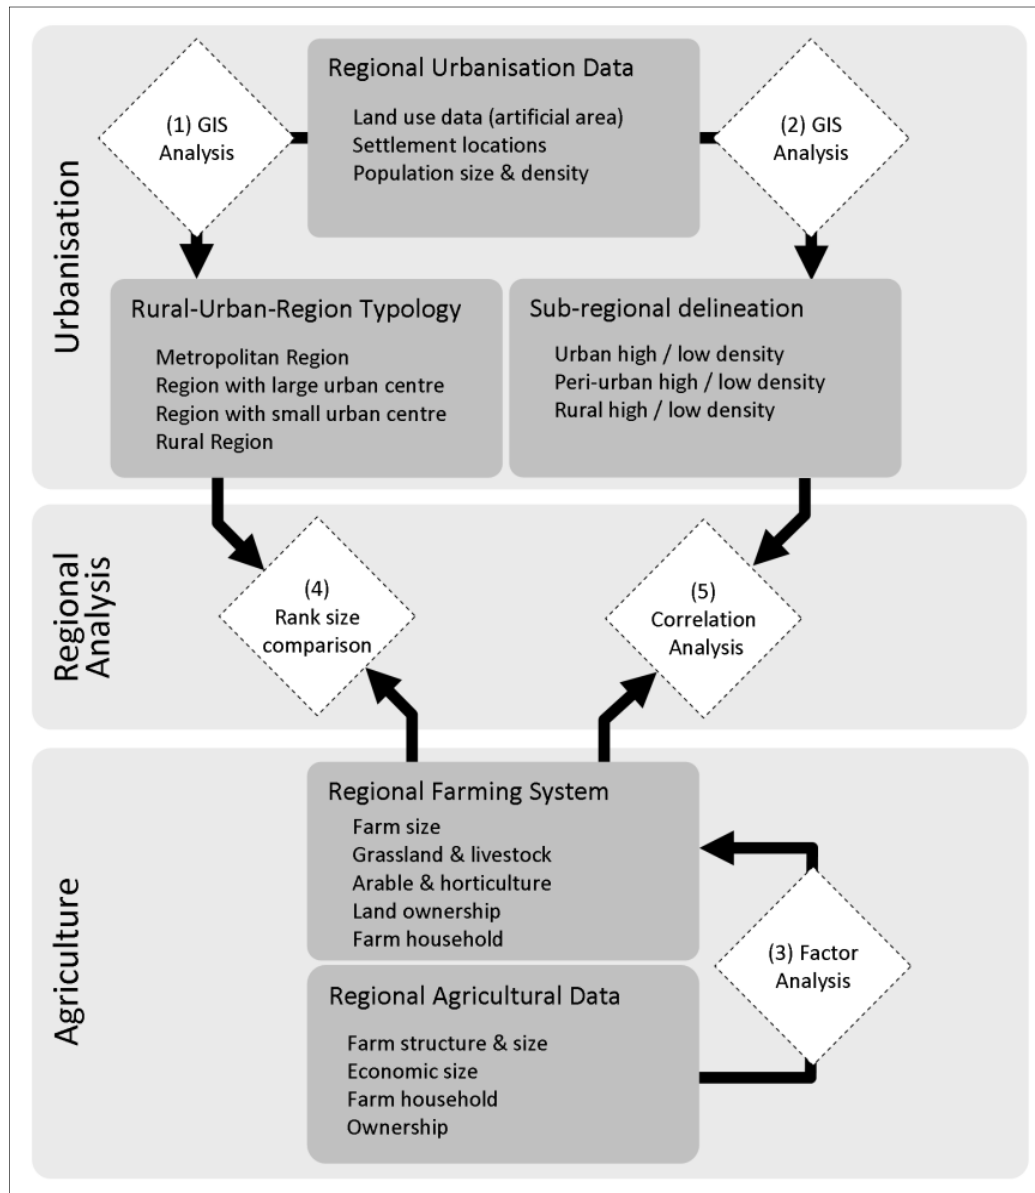 Urbanisation
Regional Urbanisation Data
Land use data (artificial area)
Settlement locations
Population size & density
(1) GIS
Analysis
(2) GIS
Analysis
Rural-Urban-Region Typology
Metropolitan Region
Region with large urban centre
Region with small urban centre
Rural Region
Sub-regional delineation
Urban high / low density
Peri-urban high / low density
Rural high / low density
Regional
Analysis
(4)
Rank size
comparison
(5)
Correlation
Analysis
Agriculture
Regional Farming System
Farm size
Grassland & livestock
Arable & horticulture
Land ownership
Farm household
(3) Factor
Analysis
Regional Agricultural Data
Farm structure & size
Economic size
Farm household
Ownership